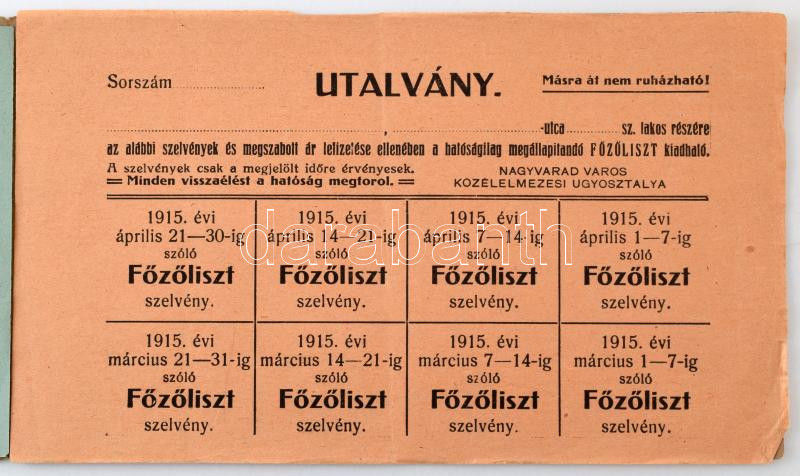 Sorszám
UTALVÁNY.
Másra át nem ruházható!
, -utca sz. lakos részére
az alábbi szelvények és megszabott ár lefizetése ellenében a hatóságilag megállapítandó FŐZŐLISZT kiadható.
A szelvények csak a megjelölt időre érvényesek.
Minden visszaélést a hatóság megtorol.
NAGYVARAD VAROS
KÖZÉLELMEZESI UGYOSZTALYA
1915. évi
április 21—30-ig
szóló
Főzőliszt
szelvény.
1915. évi
április 14—21-ig
szóló
Főzőliszt
szelvény.
1915. évi
április 7—14-ig
szóló
Főzőliszt
szelvény.
1915. évi
április 1—7-ig
szóló
Főzőliszt
szelvény.
1915. évi
március 21—31-ig
szóló
Főzőliszt
szelvény.
1915. évi
március 14—21-ig
szóló
Főzőliszt
szelvény.
1915. évi
március 7—14-ig
szóló
Főzőliszt
szelvény.
1915. évi
március 1—7-ig
szóló
Főzőliszt
szelvény.
darabanth